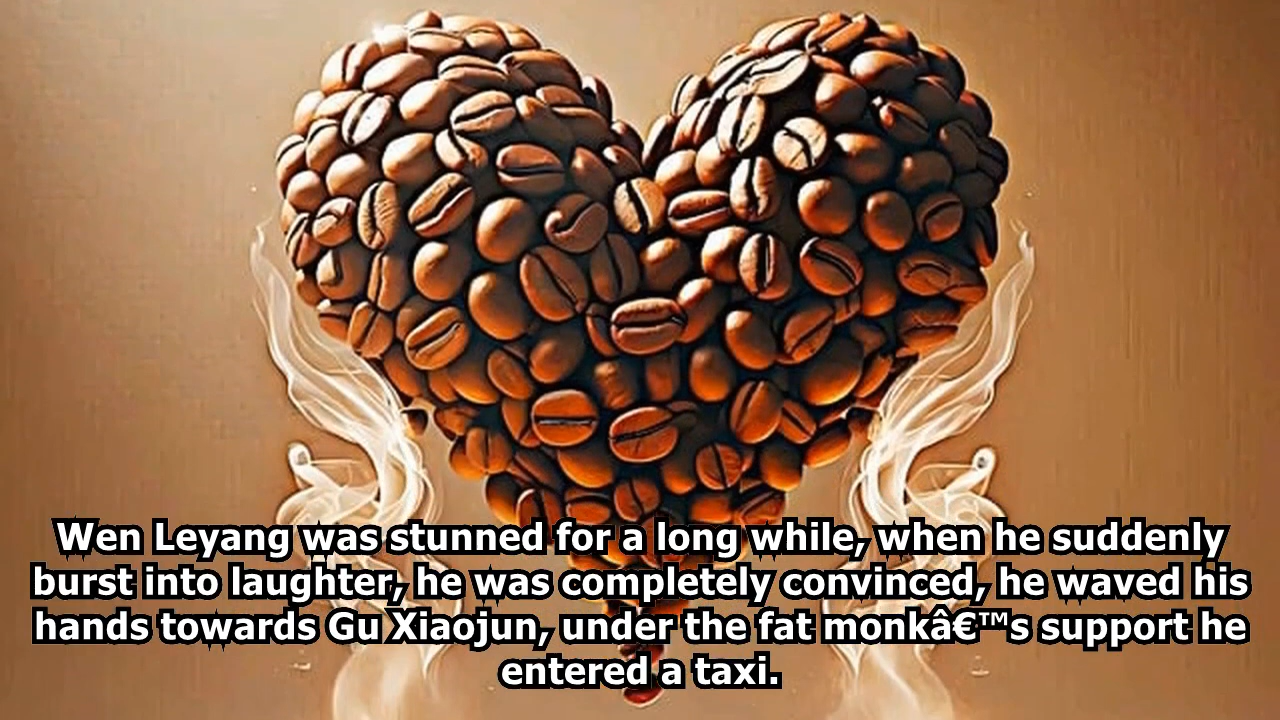 Wen Leyang was stunned for a long while, when he suddenly
burst into laughter, he was completely convinced, he waved his
hands towards Gu Xiaojun, under the fat monkâ€™s support he
entered a taxi.